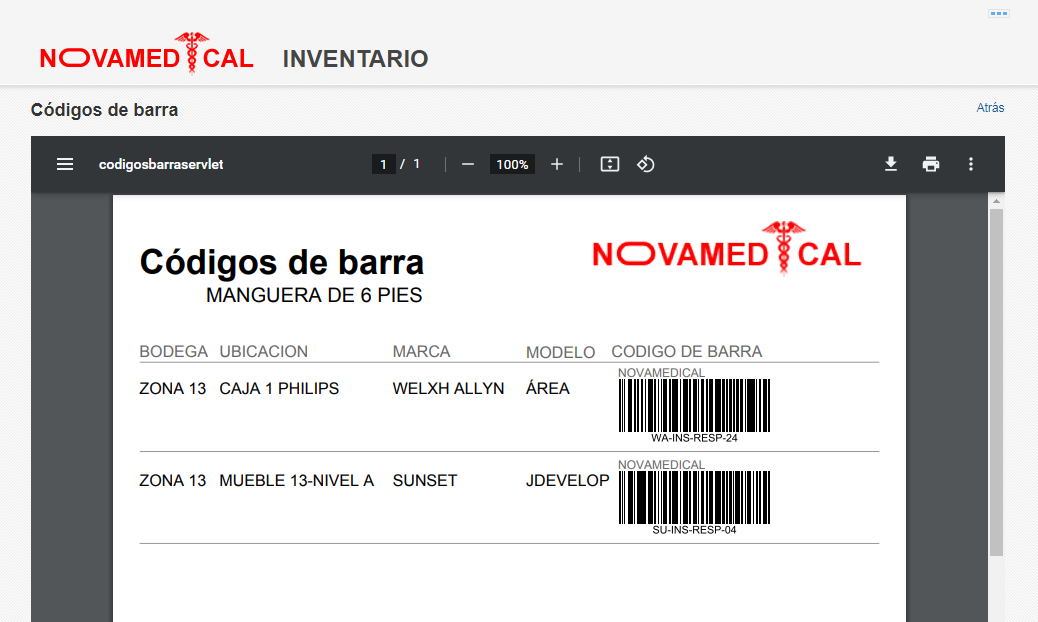 NOVAMEDICAL INVENTARIO
Códigos de barra
Atrás
codigosbarraservlet
1 / 1
100%
Códigos de barra
NOVAMEDICAL
MANGUERA DE 6 PIES
BODEGA UBICACION MARCA MODELO CODIGO DE BARRA
NOVAMEDICAL
ZONA 13 CAJA 1 PHILIPS WELXH ALLYN ÁREA
WA-INS-RESP-24
NOVAMEDICAL
ZONA 13 MUEBLE 13-NIVEL A SUNSET JDEVELOP
SU-INS-RESP-04